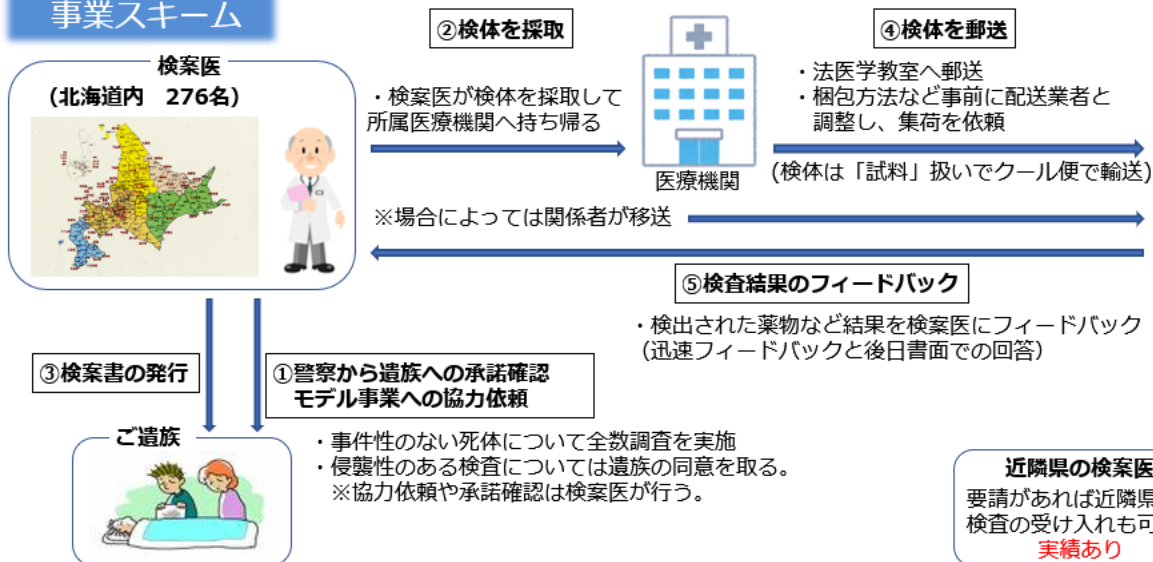 事業スキーム
検案医
(北海道内 276名)
②検体を採取
・検案医が検体を採取して
所属医療機関へ持ち帰る
医療機関
④検体を郵送
・法医学教室へ郵送
・梱包方法など事前に配送業者と
調整し、集荷を依頼
(検体は「試料」扱いでクール便で輸送)
※場合によっては関係者が移送
⑤検査結果のフィードバック
・検出された薬物など結果を検案医にフィードバック
(迅速フィードバックと後日書面での回答)
③検案書の発行
①警察から遺族への承諾確認
モデル事業への協力依頼
ご遺族
・事件性のない死体について全数調査を実施
・侵襲性のある検査については遺族の同意を取る。
※協力依頼や承諾確認は検案医が行う。
近隣県の検案医
要請があれば近隣県
検査の受け入れも可
実績あり